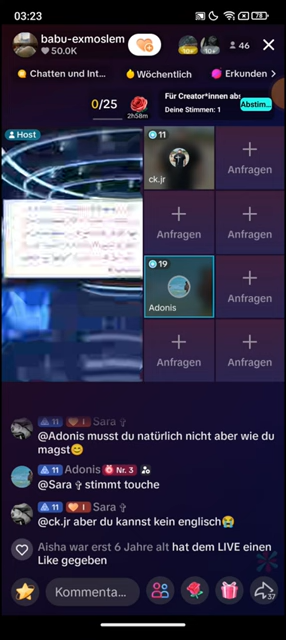 03:23
78
babu-exmoslem
50.0K
10+
46
Chatten und Int...
Wöchentlich
Erkunden >
0/25
2h58m
Für Creator*innen abs
Deine Stimmen: 1
Abstim...
Host
11
ck.jr
Anfragen
Anfragen
Anfragen
19
Adonis
Anfragen
Anfragen
Anfragen
11 I Sara ✞
@Adonis musst du natürlich nicht aber wie du
magst😊
11 Adonis Nr. 3
@Sara ✞ stimmt touche
11 I Sara ✞
@ck.jr aber du kannst kein englisch😭
Aisha war erst 6 Jahre alt hat dem LIVE einen
Like gegeben
Kommenta...
37